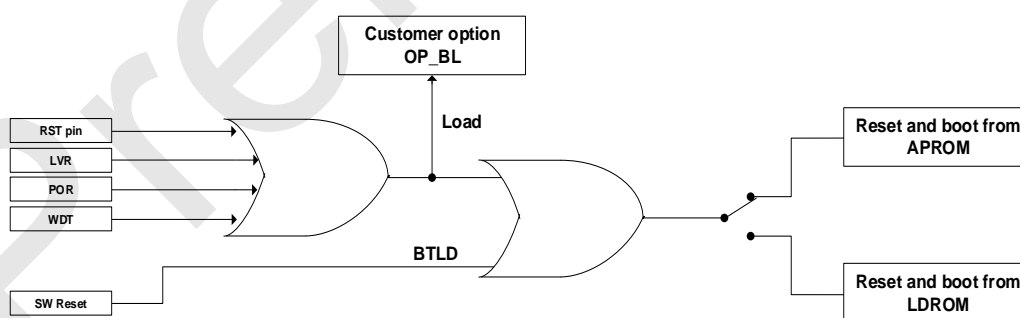 Customer option
OP_BL
Load
RST pin
LVR
POR
WDT
BTLD
SW Reset
Reset and boot from
APROM
Reset and boot from
LDROM